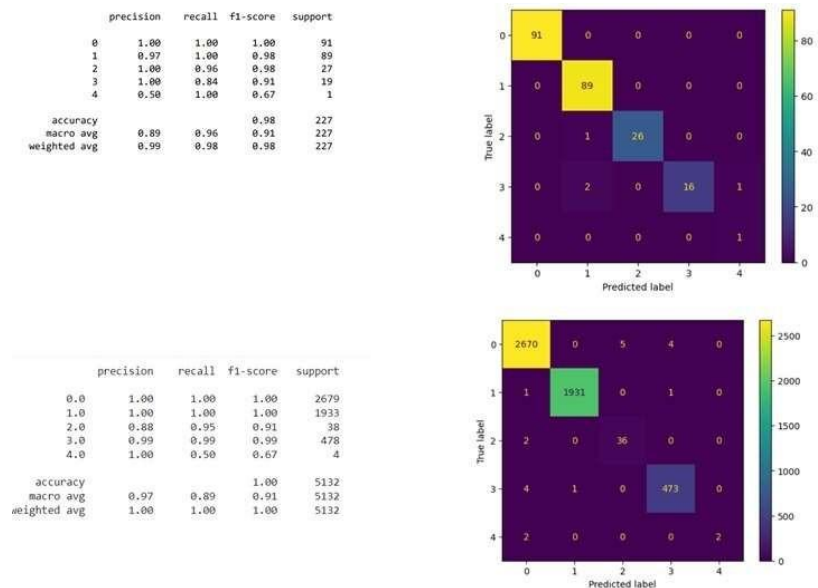 precision recall f1-score support
0 1.00 1.00 1.00 91
1 0.97 1.00 0.98 89
2 1.00 0.96 0.98 27
3 1.00 0.84 0.91 19
4 0.50 1.00 0.67 1
accuracy 0.98 227
macro avg 0.89 0.96 0.91 227
weighted avg 0.99 0.98 0.98 227
True label
0 91 0 0 0 0
1 0 89 0 0 0
2 0 1 26 0 0
3 0 2 0 16 1
4 0 0 0 0 1
0 1 2 3 4
Predicted label
80
60
40
20
0
precision recall f1-score support
0.0 1.00 1.00 1.00 2679
1.0 1.00 1.00 1.00 1933
2.0 0.88 0.95 0.91 38
3.0 0.99 0.99 0.99 478
4.0 1.00 0.50 0.67 4
accuracy 1.00 5132
macro avg 0.97 0.89 0.91 5132
weighted avg 1.00 1.00 1.00 5132
True label
0 2670 0 5 4 0
1 1 1931 0 1 0
2 2 0 36 0 0
3 4 1 0 473 0
4 2 0 0 0 2
0 1 2 3 4
Predicted label
2500
2000
1500
1000
500
0